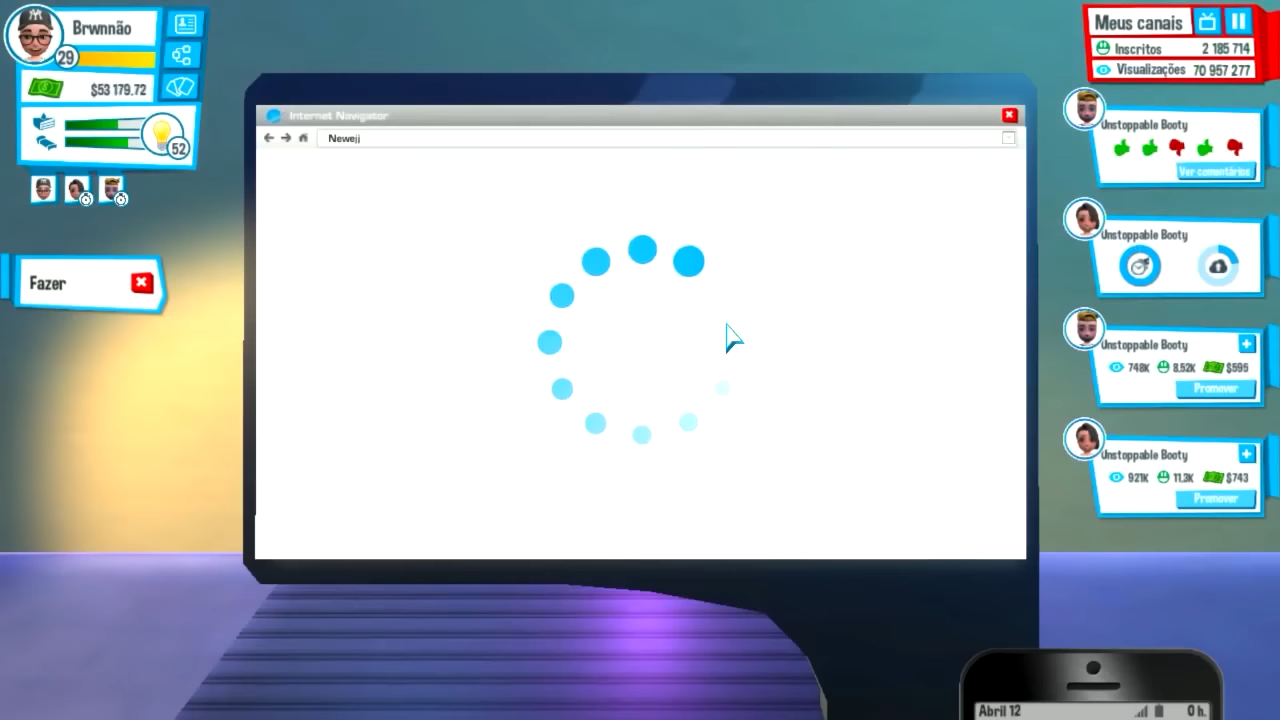 Brwnnão
29
$53 179.72
52
Fazer
Internet Navigator
Newejj
Meus canais
Inscritos 2 185 714
Visualizações 70 957 277
Unstoppable Booty
Ver comentários
Unstoppable Booty
Unstoppable Booty
748K 8.52K $595
Promover
Unstoppable Booty
921K 11.3K $743
Promover
Abril 12 0 h.